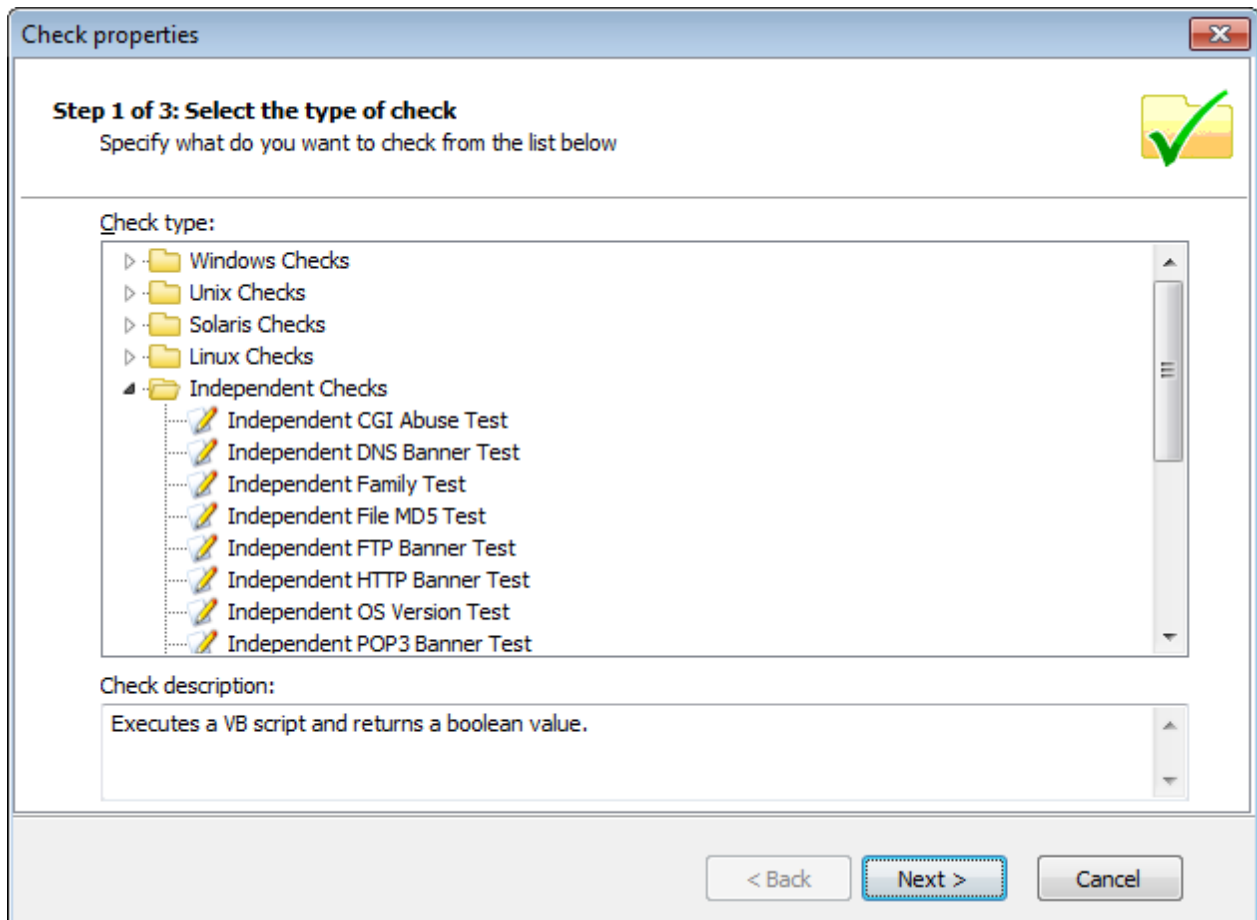 Check properties
Step 1 of 3: Select the type of check
Specify what do you want to check from the list below
Check type:
Windows Checks
Unix Checks
Solaris Checks
Linux Checks
Independent Checks
Independent CGI Abuse Test
Independent DNS Banner Test
Independent Family Test
Independent File MD5 Test
Independent FTP Banner Test
Independent HTTP Banner Test
Independent OS Version Test
Independent POP3 Banner Test
Check description:
Executes a VB script and returns a boolean value.
< Back Next > Cancel